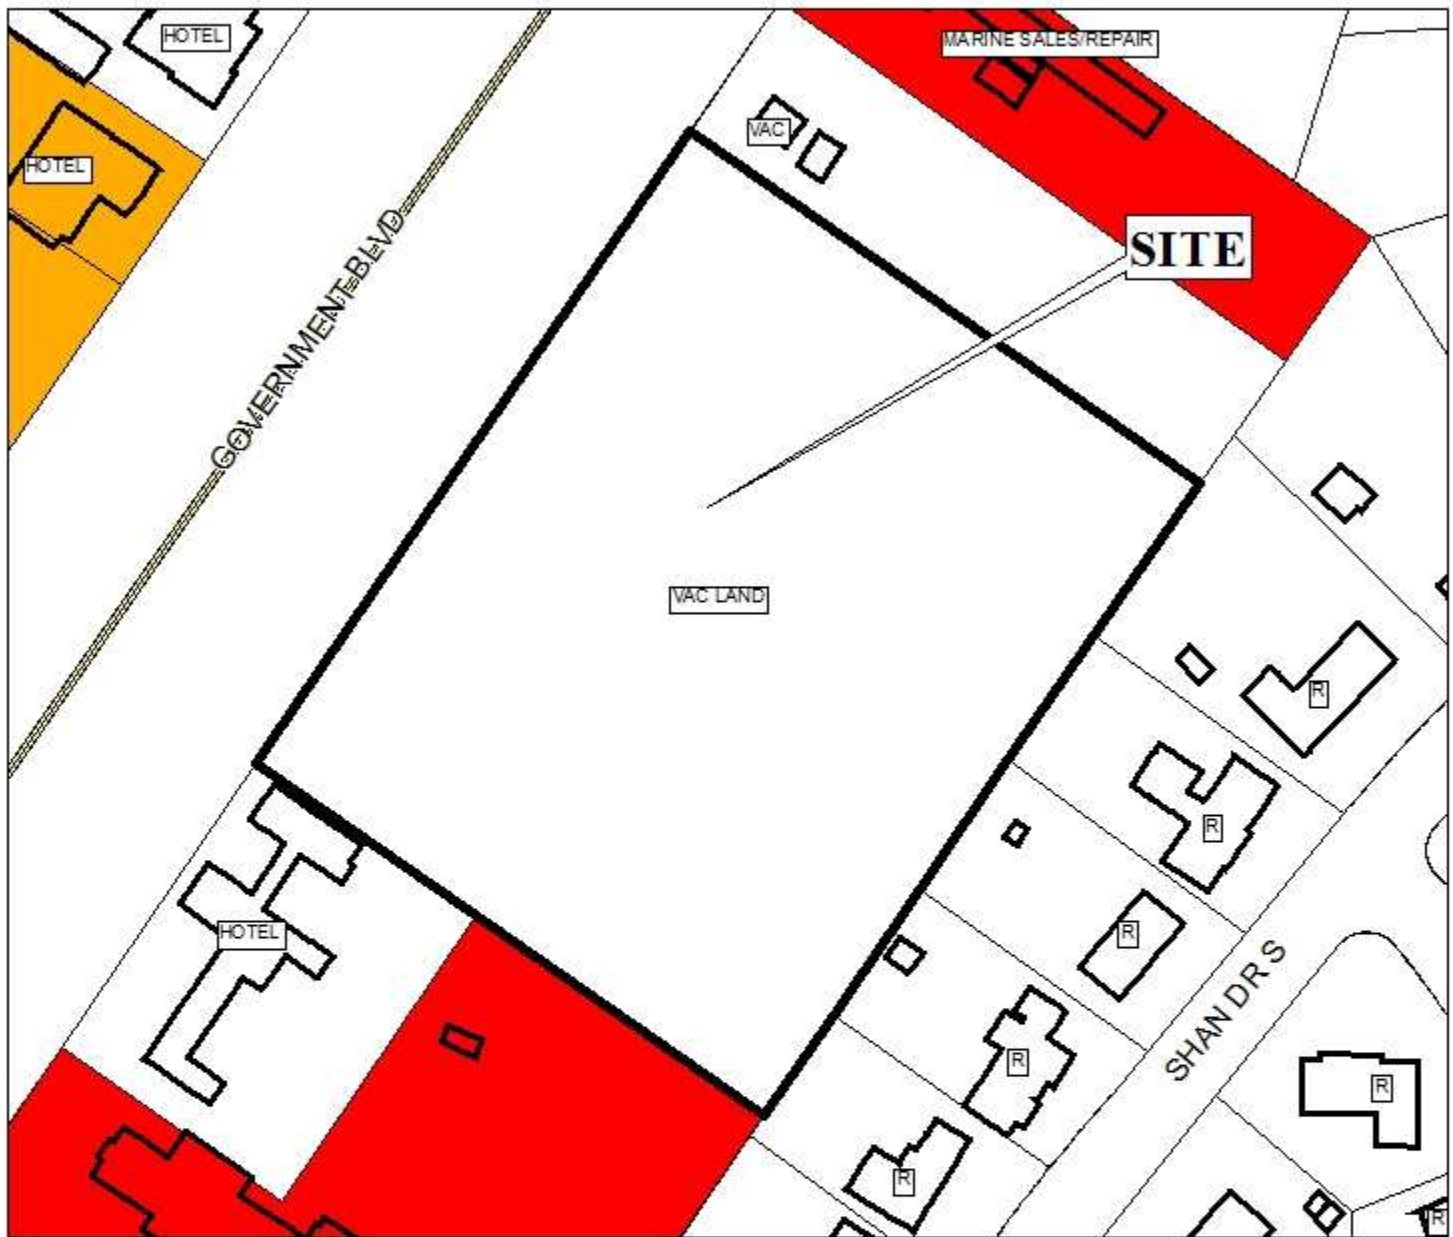 HOTEL
MARINE SALES/REPAIR
VAC
HOTEL
SITE
GOVERNMENT BLVD
VAC LAND
R
R
R
HOTEL
SHAN DR S
R
R
R
R